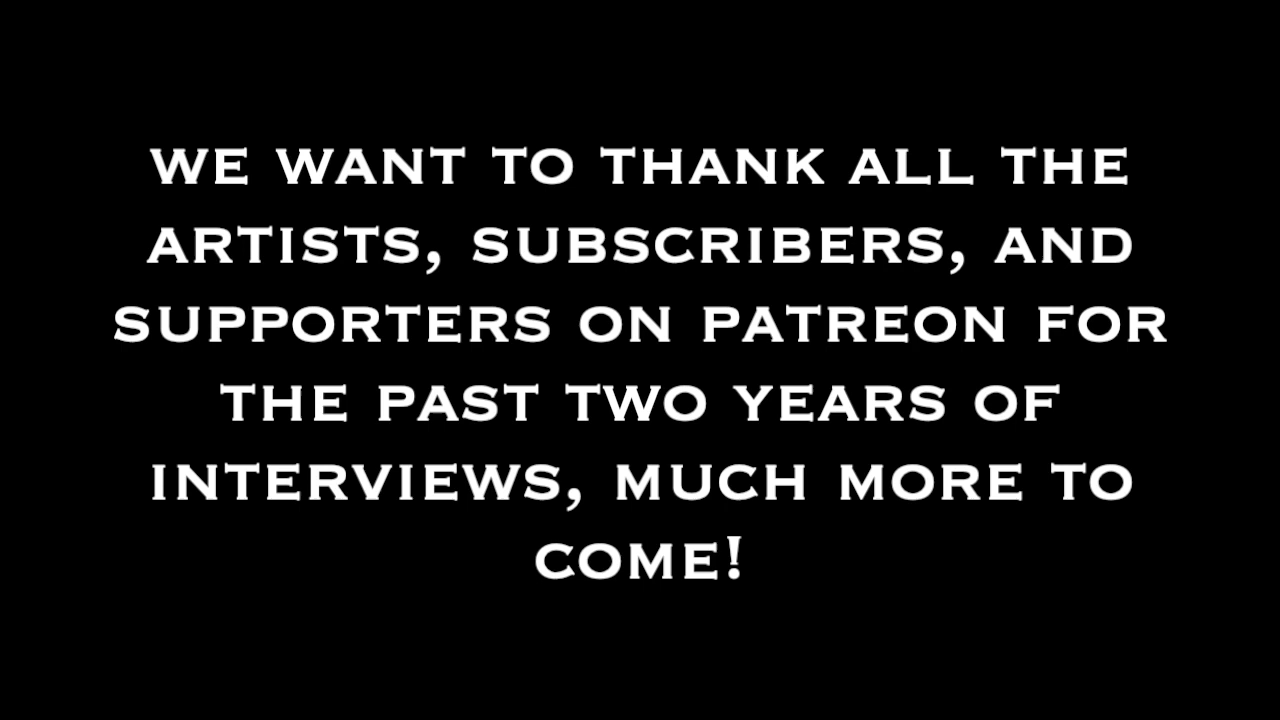 WE WANT TO THANK ALL THE
ARTISTS, SUBSCRIBERS, AND
SUPPORTERS ON PATREON FOR
THE PAST TWO YEARS OF
INTERVIEWS, MUCH MORE TO
COME!